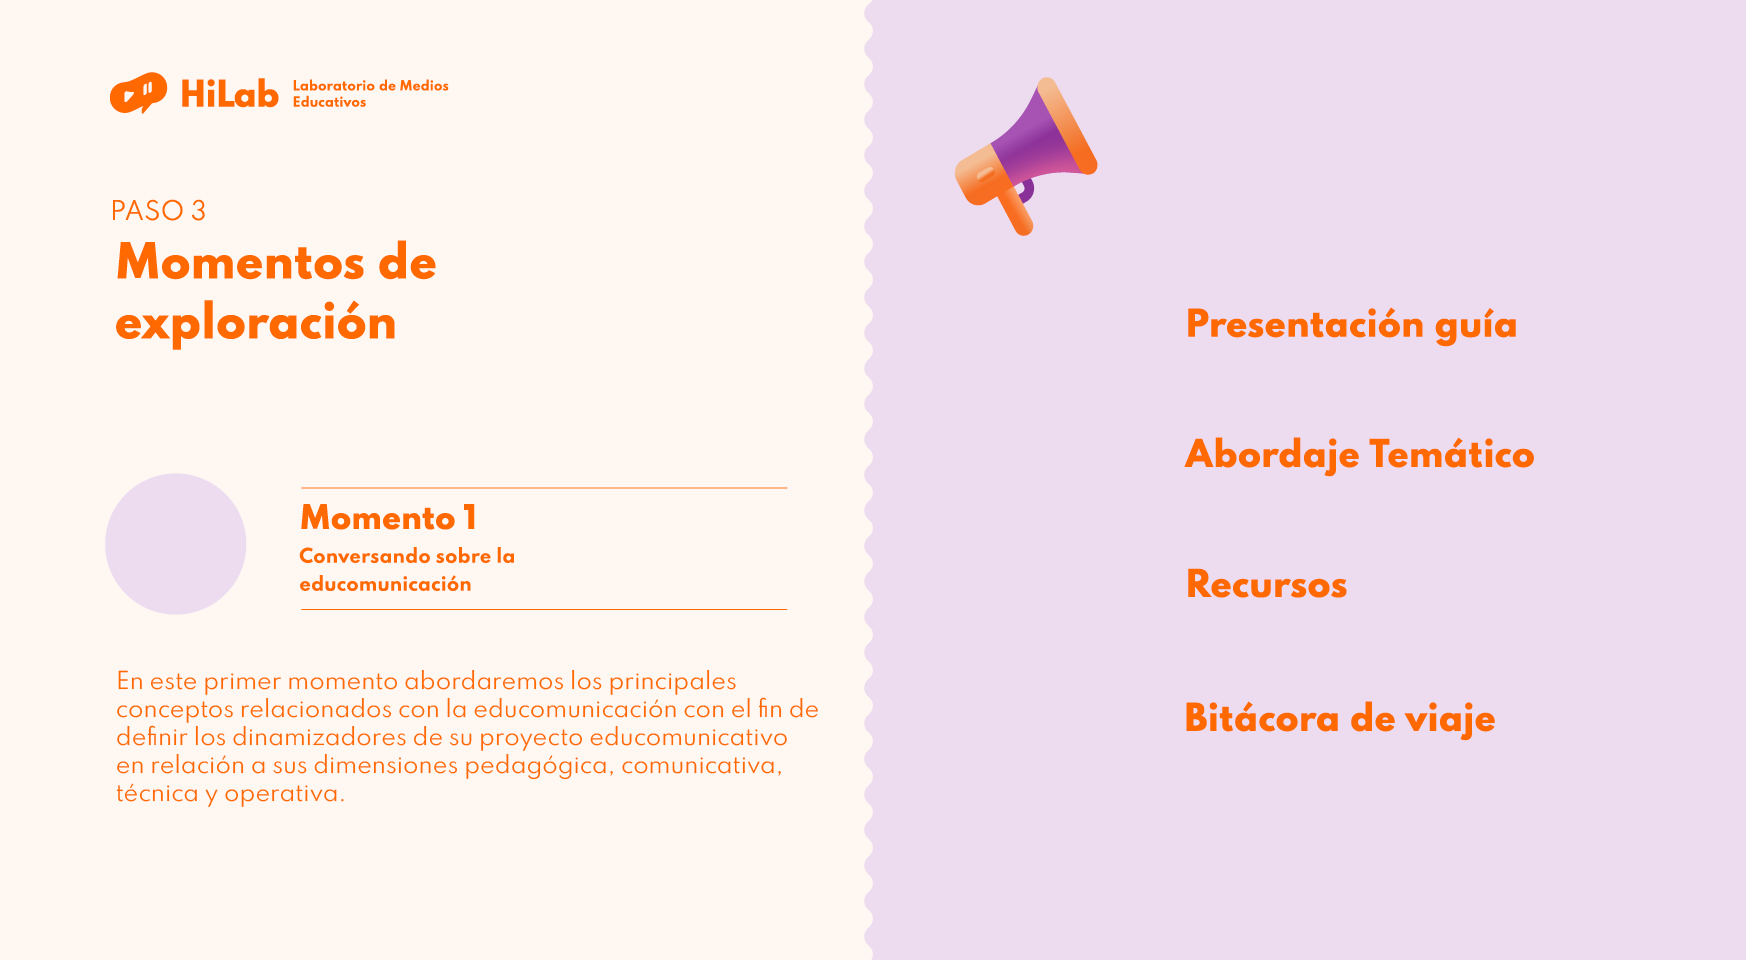 HiLab
Laboratorio de Medios
Educativos
PASO 3
Momentos de
exploración
Momento 1
Conversando sobre la
educomunicación
En este primer momento abordaremos los principales
conceptos relacionados con la educomunicación con el fin de
definir los dinamizadores de su proyecto educomunicativo
en relación a sus dimensiones pedagógica, comunicativa,
técnica y operativa.
Presentación guía
Abordaje Temático
Recursos
Bitácora de viaje